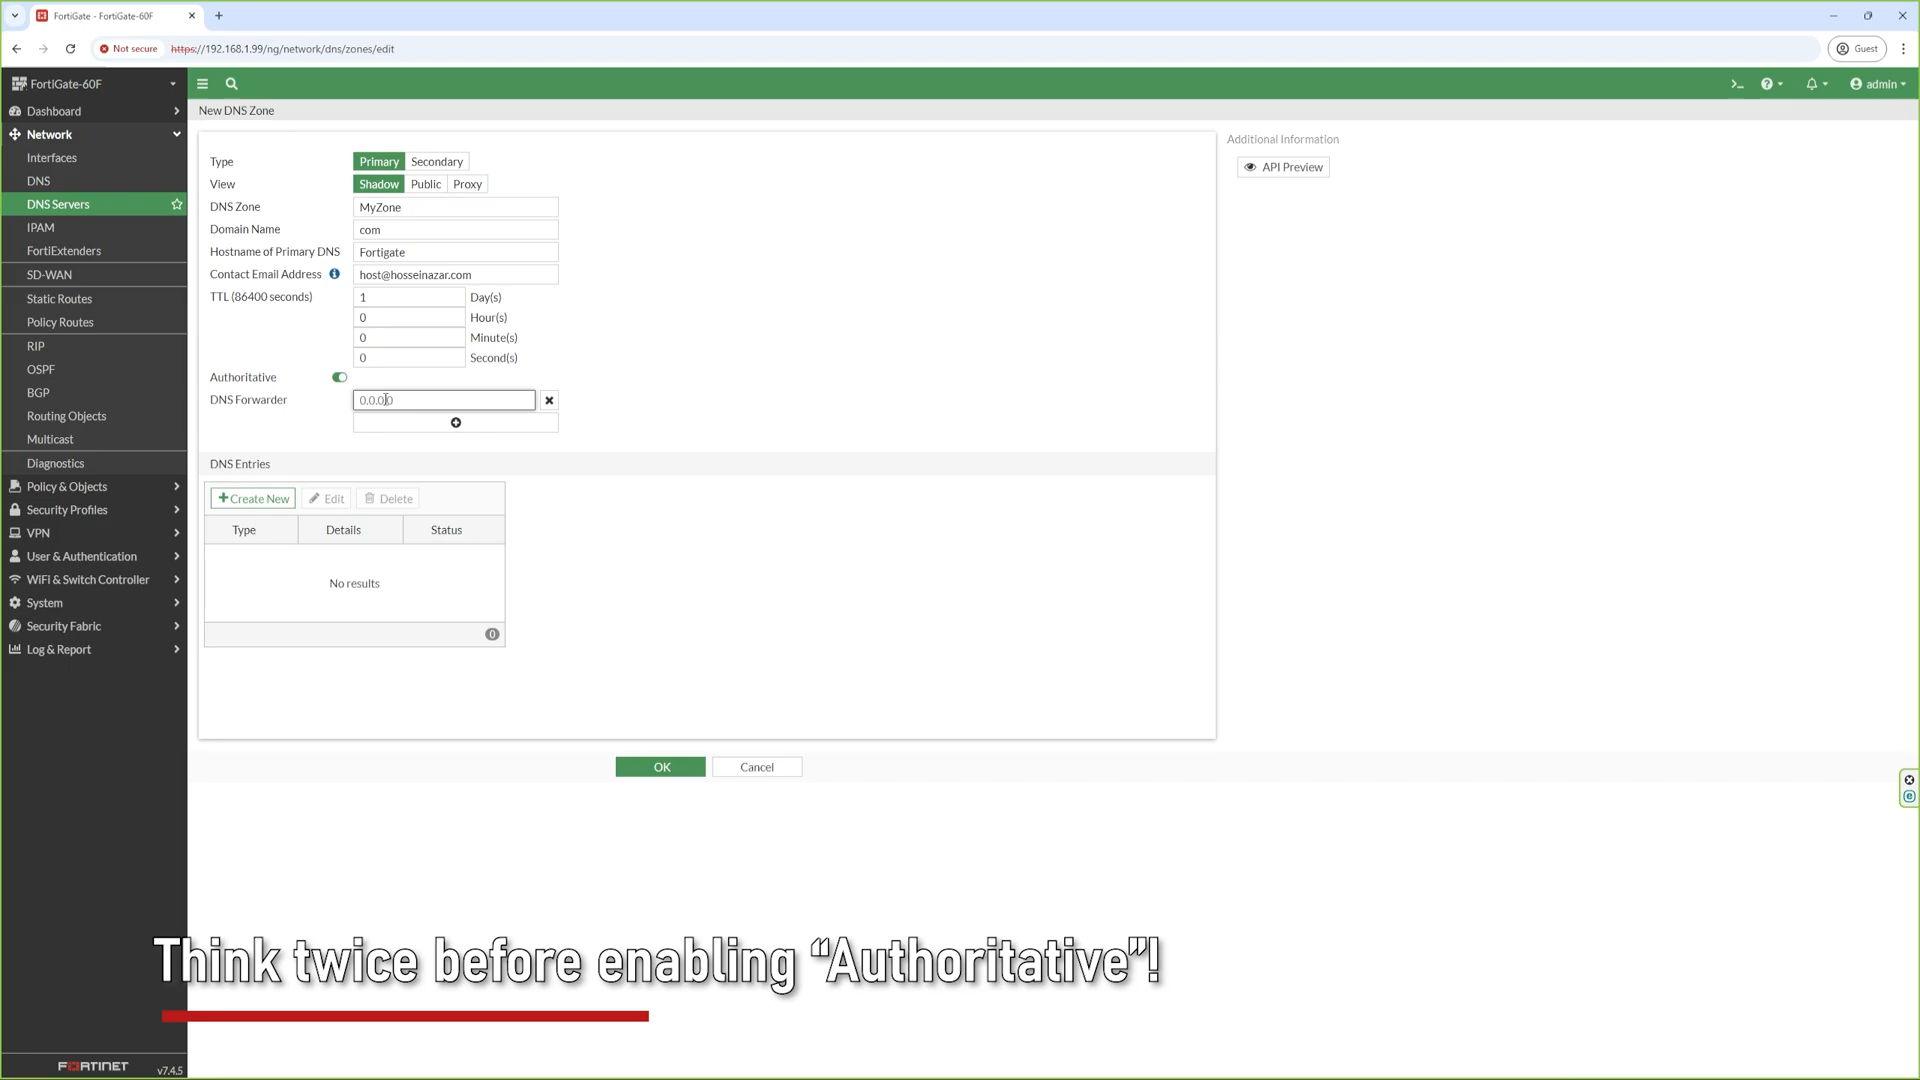 FortiGate - FortiGate-60F
Not secure
https://192.168.1.99/ng/network/dns/zones/edit
Guest
FortiGate-60F
admin
Dashboard
Network
Interfaces
DNS
DNS Servers
IPAM
FortiExtenders
SD-WAN
Static Routes
Policy Routes
RIP
OSPF
BGP
Routing Objects
Multicast
Diagnostics
Policy & Objects
Security Profiles
VPN
User & Authentication
WiFi & Switch Controller
System
Security Fabric
Log & Report
FORTINET
v7.4.5
New DNS Zone
Type Primary Secondary
View Shadow Public Proxy
DNS Zone MyZone
Domain Name com
Hostname of Primary DNS Fortigate
Contact Email Address host@hosseinazar.com
TTL (86400 seconds) 1 Day(s)
0 Hour(s)
0 Minute(s)
0 Second(s)
Authoritative
DNS Forwarder 0.0.0.0
DNS Entries
Create New Edit Delete
Type Details Status
No results
0
OK Cancel
Additional Information
API Preview
Think twice before enabling “Authoritative”!